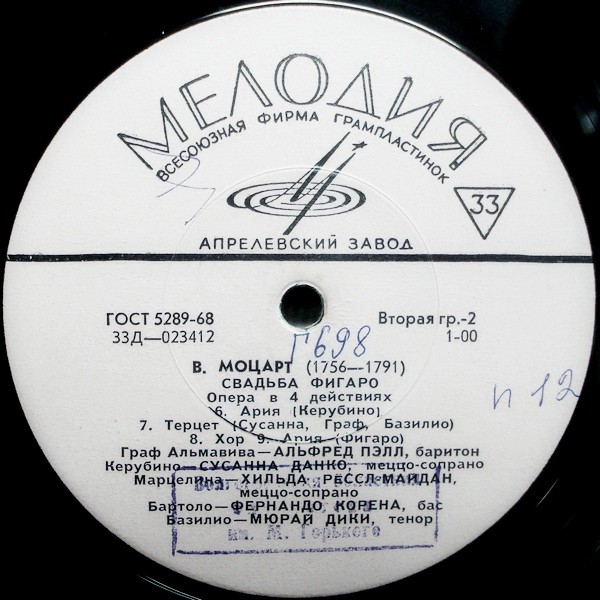 МЕЛОДИЯ
ВСЕСОЮЗНАЯ ФИРМА ГРАМПЛАСТИНОК
33
АПРЕЛЕВСКИЙ ЗАВОД
ГОСТ 5289-68 Вторая гр.-2
33Д—023412 1-00
Г698
В. МОЦАРТ (1756—1791)
СВАДЬБА ФИГАРО
Опера в 4 действиях
п 12
6. Ария (Керубино)
7. Терцет (Сусанна, Граф, Базилио)
8. Хор 9. Ария (Фигаро)
Граф Альмавива—АЛЬФРЕД ПЭЛЛ, баритон
Керубино—СУСАННА ДАНКО, меццо-сопрано
Марцелина—ХИЛЬДА РЕССЛ-МАЙДАН,
меццо-сопрано
Бартоло—ФЕРНАНДО КОРЕНА, бас
Базилио—МЮРАЙ ДИКИ, тенор
им. М. Горького